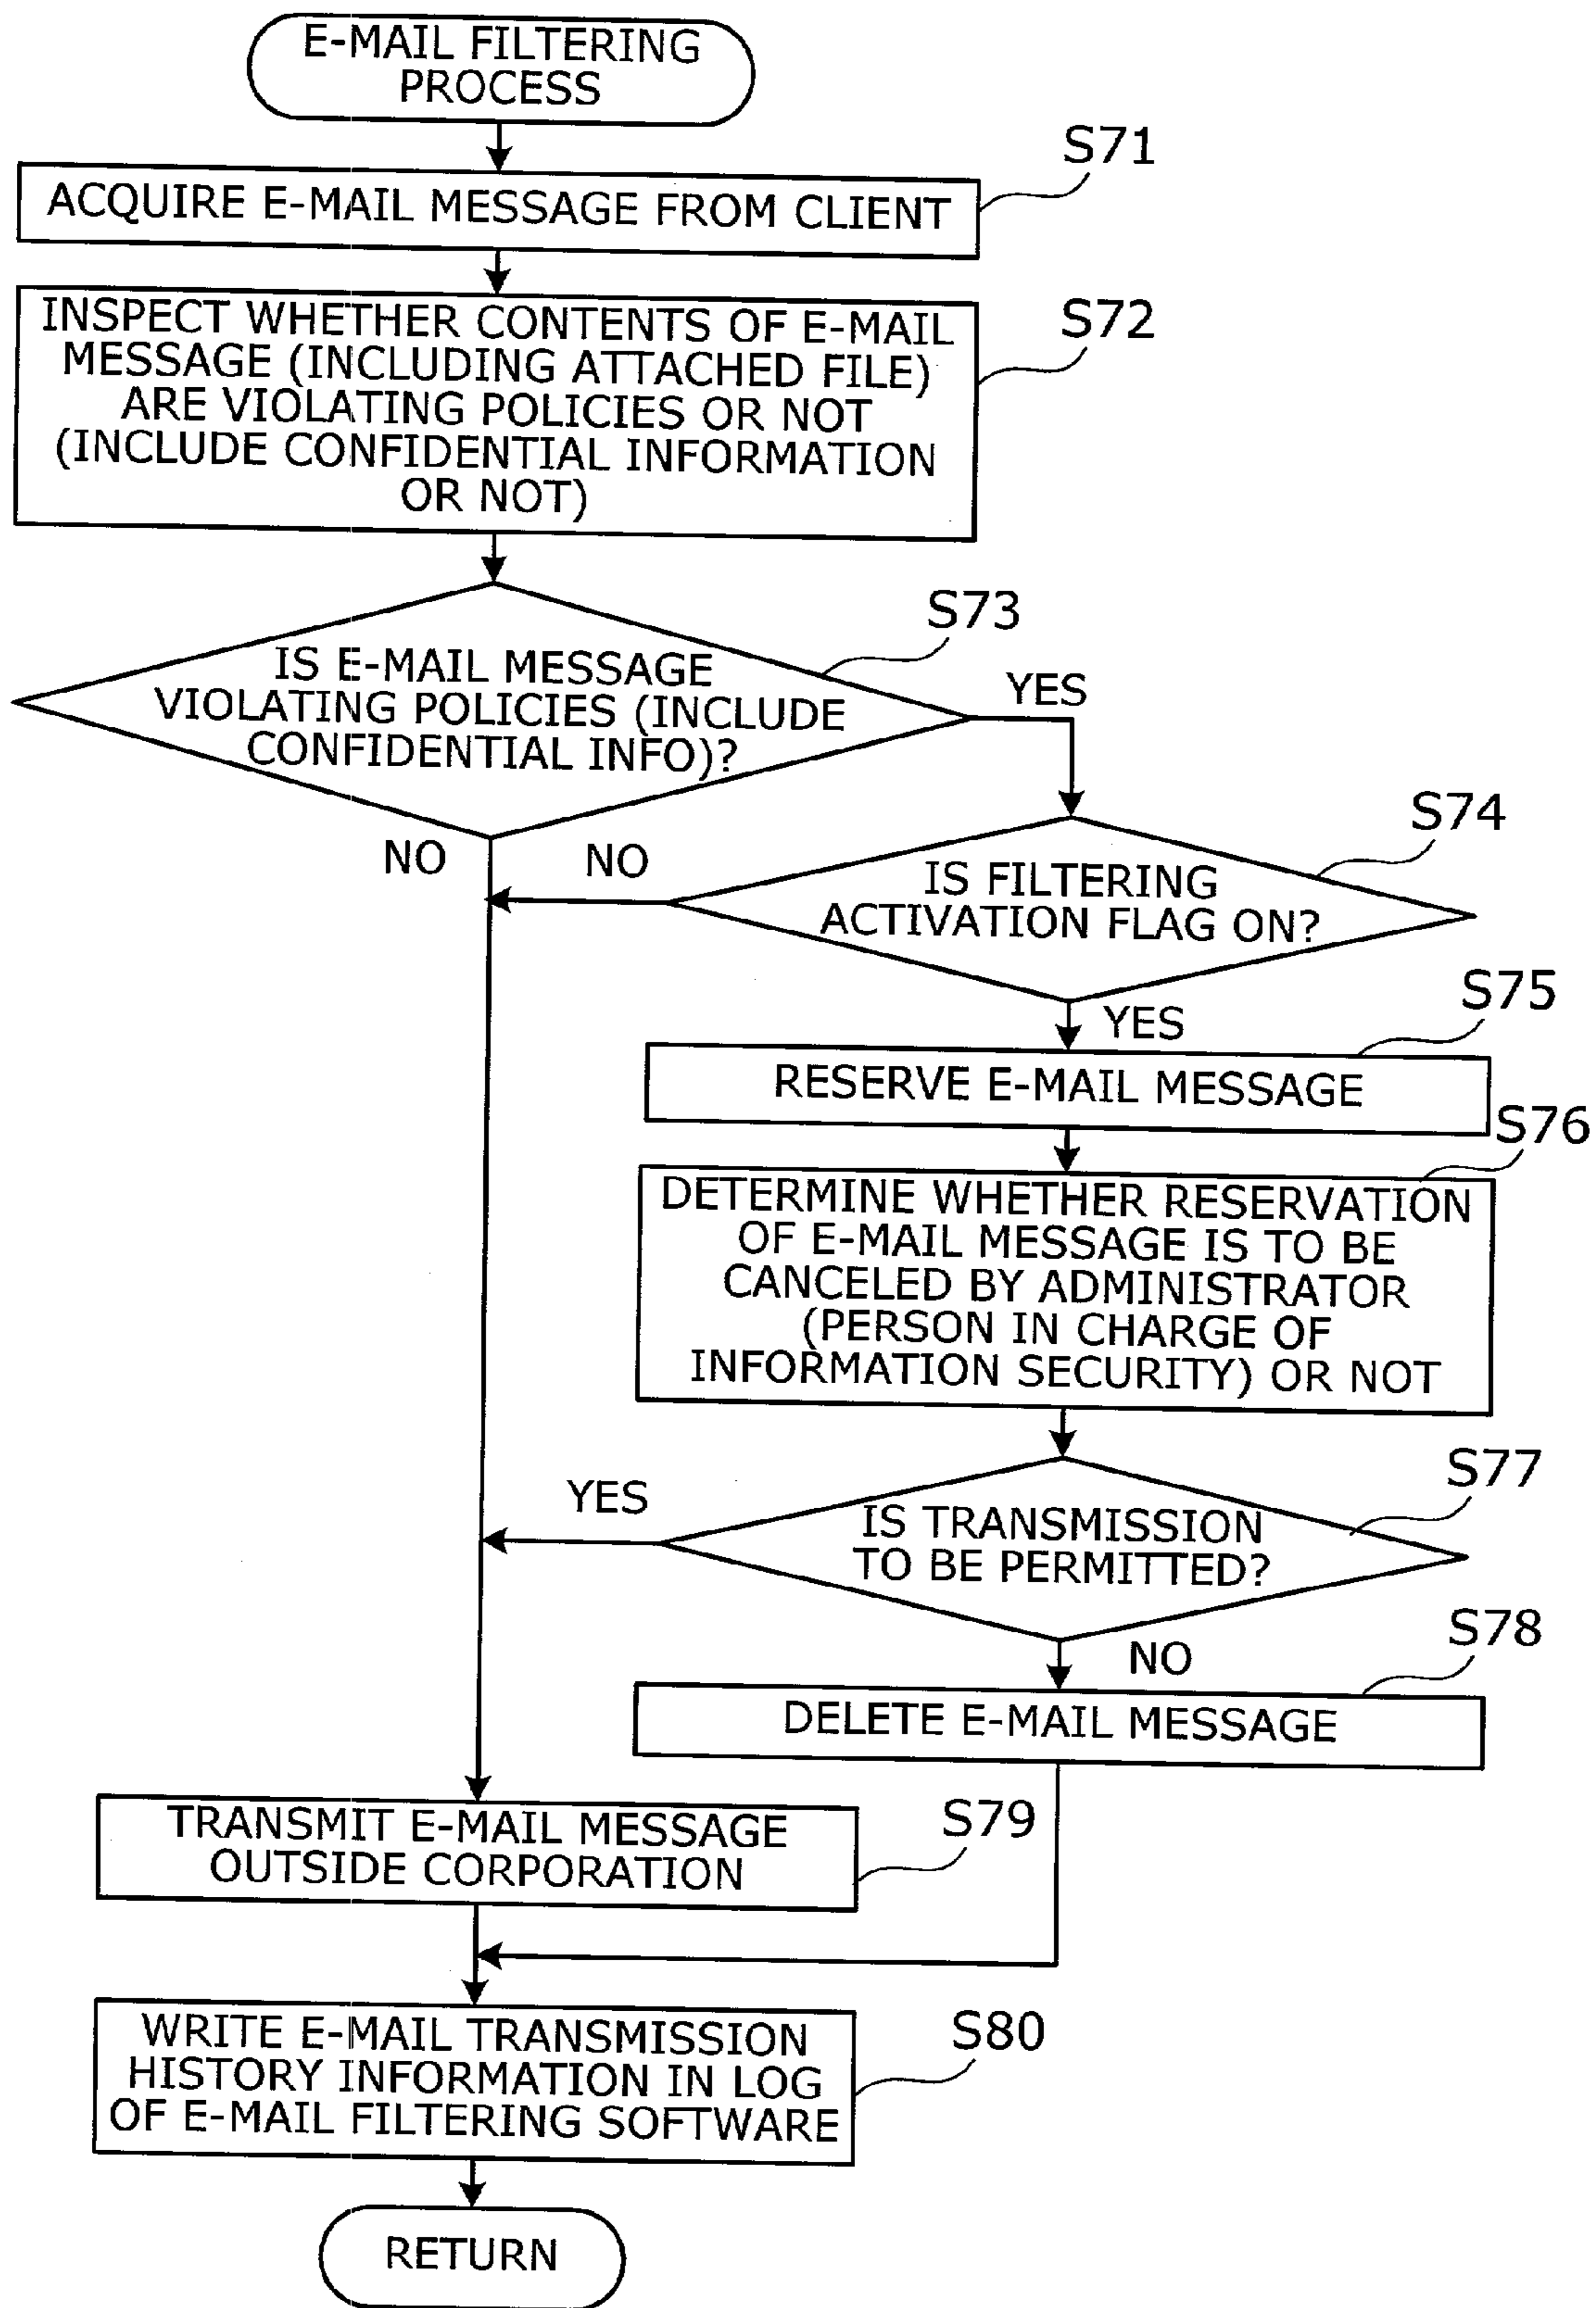 E-MAIL FILTERING
PROCESS
S71
ACQUIRE E-MAIL MESSAGE FROM CLIENT
S72
INSPECT WHETHER CONTENTS OF E-MAIL
MESSAGE (INCLUDING ATTACHED FILE)
ARE VIOLATING POLICIES OR NOT
(INCLUDE CONFIDENTIAL INFORMATION
OR NOT)
S73
IS E-MAIL MESSAGE
VIOLATING POLICIES (INCLUDE
CONFIDENTIAL INFO)?
YES
NO
S74
IS FILTERING
ACTIVATION FLAG ON?
NO
YES
S75
RESERVE E-MAIL MESSAGE
S76
DETERMINE WHETHER RESERVATION
OF E-MAIL MESSAGE IS TO BE
CANCELED BY ADMINISTRATOR
(PERSON IN CHARGE OF
INFORMATION SECURITY) OR NOT
S77
IS TRANSMISSION
TO BE PERMITTED?
YES
NO
S78
DELETE E-MAIL MESSAGE
S79
TRANSMIT E-MAIL MESSAGE
OUTSIDE CORPORATION
S80
WRITE E-MAIL TRANSMISSION
HISTORY INFORMATION IN LOG
OF E-MAIL FILTERING SOFTWARE
RETURN